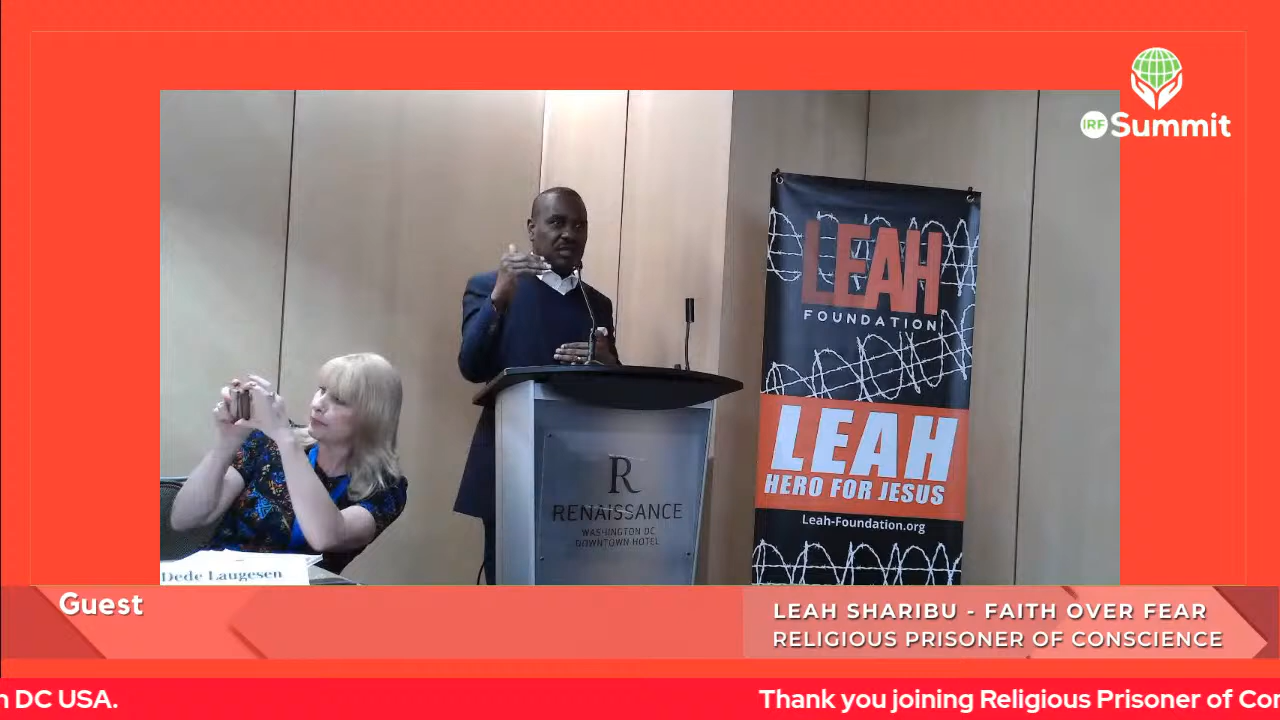 IRF Summit
LEAH
FOUNDATION
LEAH
HERO FOR JESUS
Leah-Foundation.org
R
RENAISSANCE
WASHINGTON DC
DOWNTOWN HOTEL
Dede Laugesen
Guest
LEAH SHARIBU - FAITH OVER FEAR
RELIGIOUS PRISONER OF CONSCIENCE
n DC USA.
Thank you joining Religious Prisoner of Con